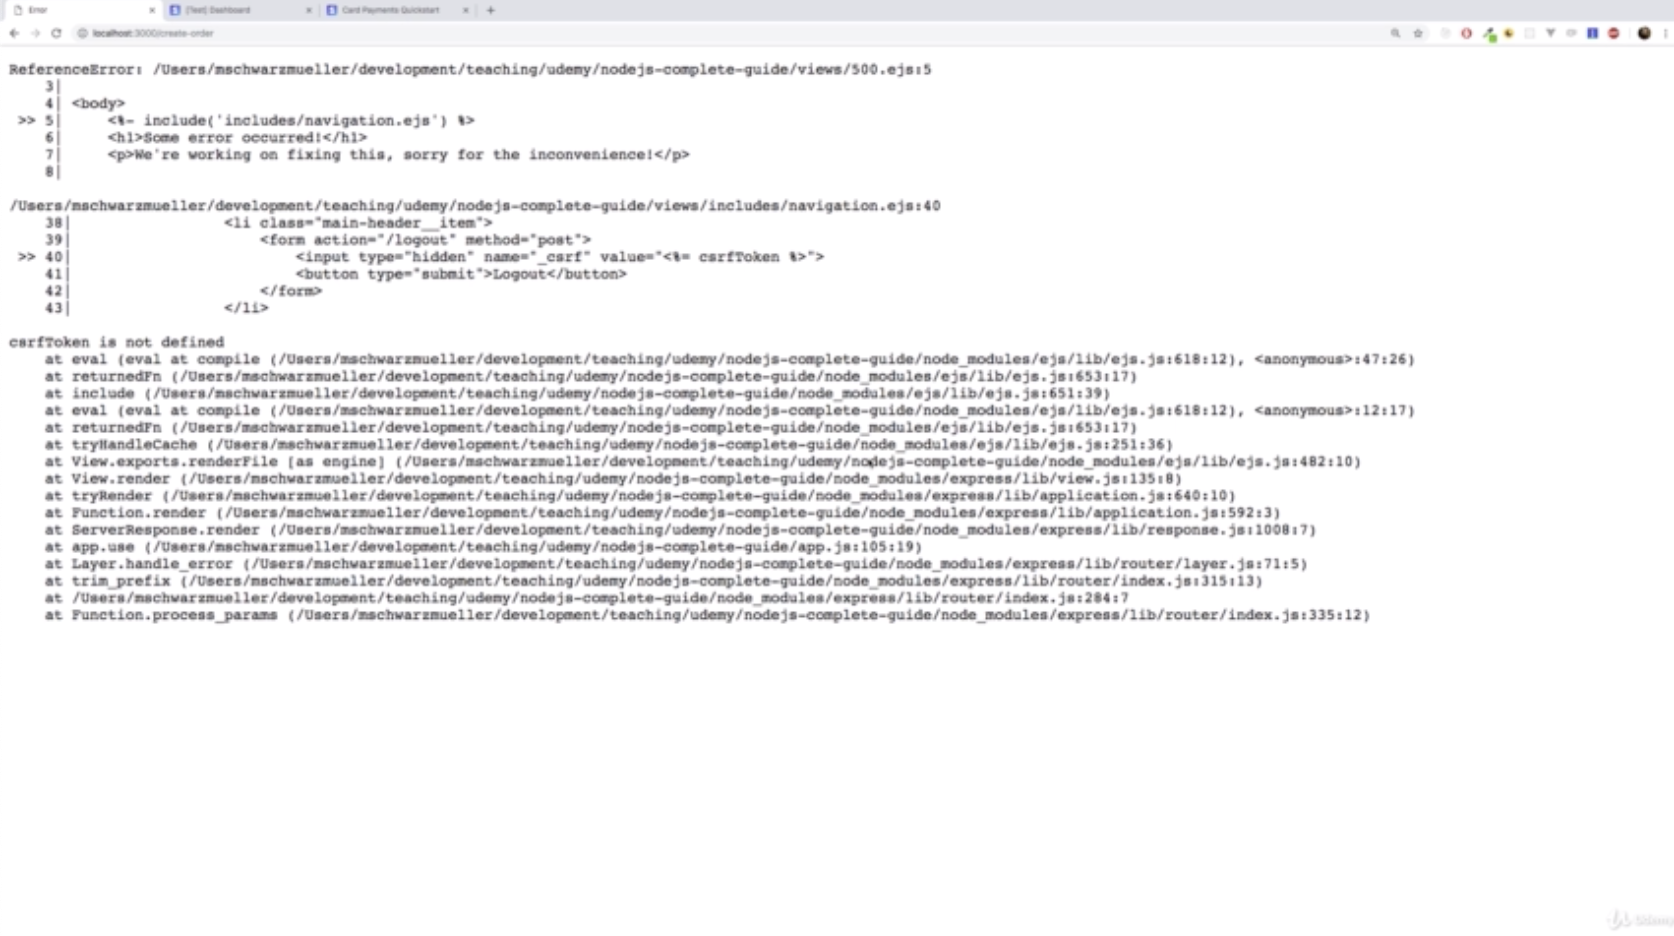 Error
[Test] Dashboard
Card Payments Quickstart
localhost:3000/create-order
ReferenceError: /Users/mschwarzmueller/development/teaching/udemy/nodejs-complete-guide/views/500.ejs:5
3|
4| <body>
>> 5| <%- include('includes/navigation.ejs') %>
6| <h1>Some error occurred!</h1>
7| <p>We're working on fixing this, sorry for the inconvenience!</p>
8|
/Users/mschwarzmueller/development/teaching/udemy/nodejs-complete-guide/views/includes/navigation.ejs:40
38| <li class="main-header__item">
39| <form action="/logout" method="post">
>> 40| <input type="hidden" name="_csrf" value="<%= csrfToken %>">
41| <button type="submit">Logout</button>
42| </form>
43| </li>
csrfToken is not defined
at eval (eval at compile (/Users/mschwarzmueller/development/teaching/udemy/nodejs-complete-guide/node_modules/ejs/lib/ejs.js:618:12), <anonymous>:47:26)
at returnedFn (/Users/mschwarzmueller/development/teaching/udemy/nodejs-complete-guide/node_modules/ejs/lib/ejs.js:653:17)
at include (/Users/mschwarzmueller/development/teaching/udemy/nodejs-complete-guide/node_modules/ejs/lib/ejs.js:651:39)
at eval (eval at compile (/Users/mschwarzmueller/development/teaching/udemy/nodejs-complete-guide/node_modules/ejs/lib/ejs.js:618:12), <anonymous>:12:17)
at returnedFn (/Users/mschwarzmueller/development/teaching/udemy/nodejs-complete-guide/node_modules/ejs/lib/ejs.js:653:17)
at tryHandleCache (/Users/mschwarzmueller/development/teaching/udemy/nodejs-complete-guide/node_modules/ejs/lib/ejs.js:251:36)
at View.exports.renderFile [as engine] (/Users/mschwarzmueller/development/teaching/udemy/nodejs-complete-guide/node_modules/ejs/lib/ejs.js:482:10)
at View.render (/Users/mschwarzmueller/development/teaching/udemy/nodejs-complete-guide/node_modules/express/lib/view.js:135:8)
at tryRender (/Users/mschwarzmueller/development/teaching/udemy/nodejs-complete-guide/node_modules/express/lib/application.js:640:10)
at Function.render (/Users/mschwarzmueller/development/teaching/udemy/nodejs-complete-guide/node_modules/express/lib/application.js:592:3)
at ServerResponse.render (/Users/mschwarzmueller/development/teaching/udemy/nodejs-complete-guide/node_modules/express/lib/response.js:1008:7)
at app.use (/Users/mschwarzmueller/development/teaching/udemy/nodejs-complete-guide/app.js:105:19)
at Layer.handle_error (/Users/mschwarzmueller/development/teaching/udemy/nodejs-complete-guide/node_modules/express/lib/router/layer.js:71:5)
at trim_prefix (/Users/mschwarzmueller/development/teaching/udemy/nodejs-complete-guide/node_modules/express/lib/router/index.js:315:13)
at /Users/mschwarzmueller/development/teaching/udemy/nodejs-complete-guide/node_modules/express/lib/router/index.js:284:7
at Function.process_params (/Users/mschwarzmueller/development/teaching/udemy/nodejs-complete-guide/node_modules/express/lib/router/index.js:335:12)
Udemy